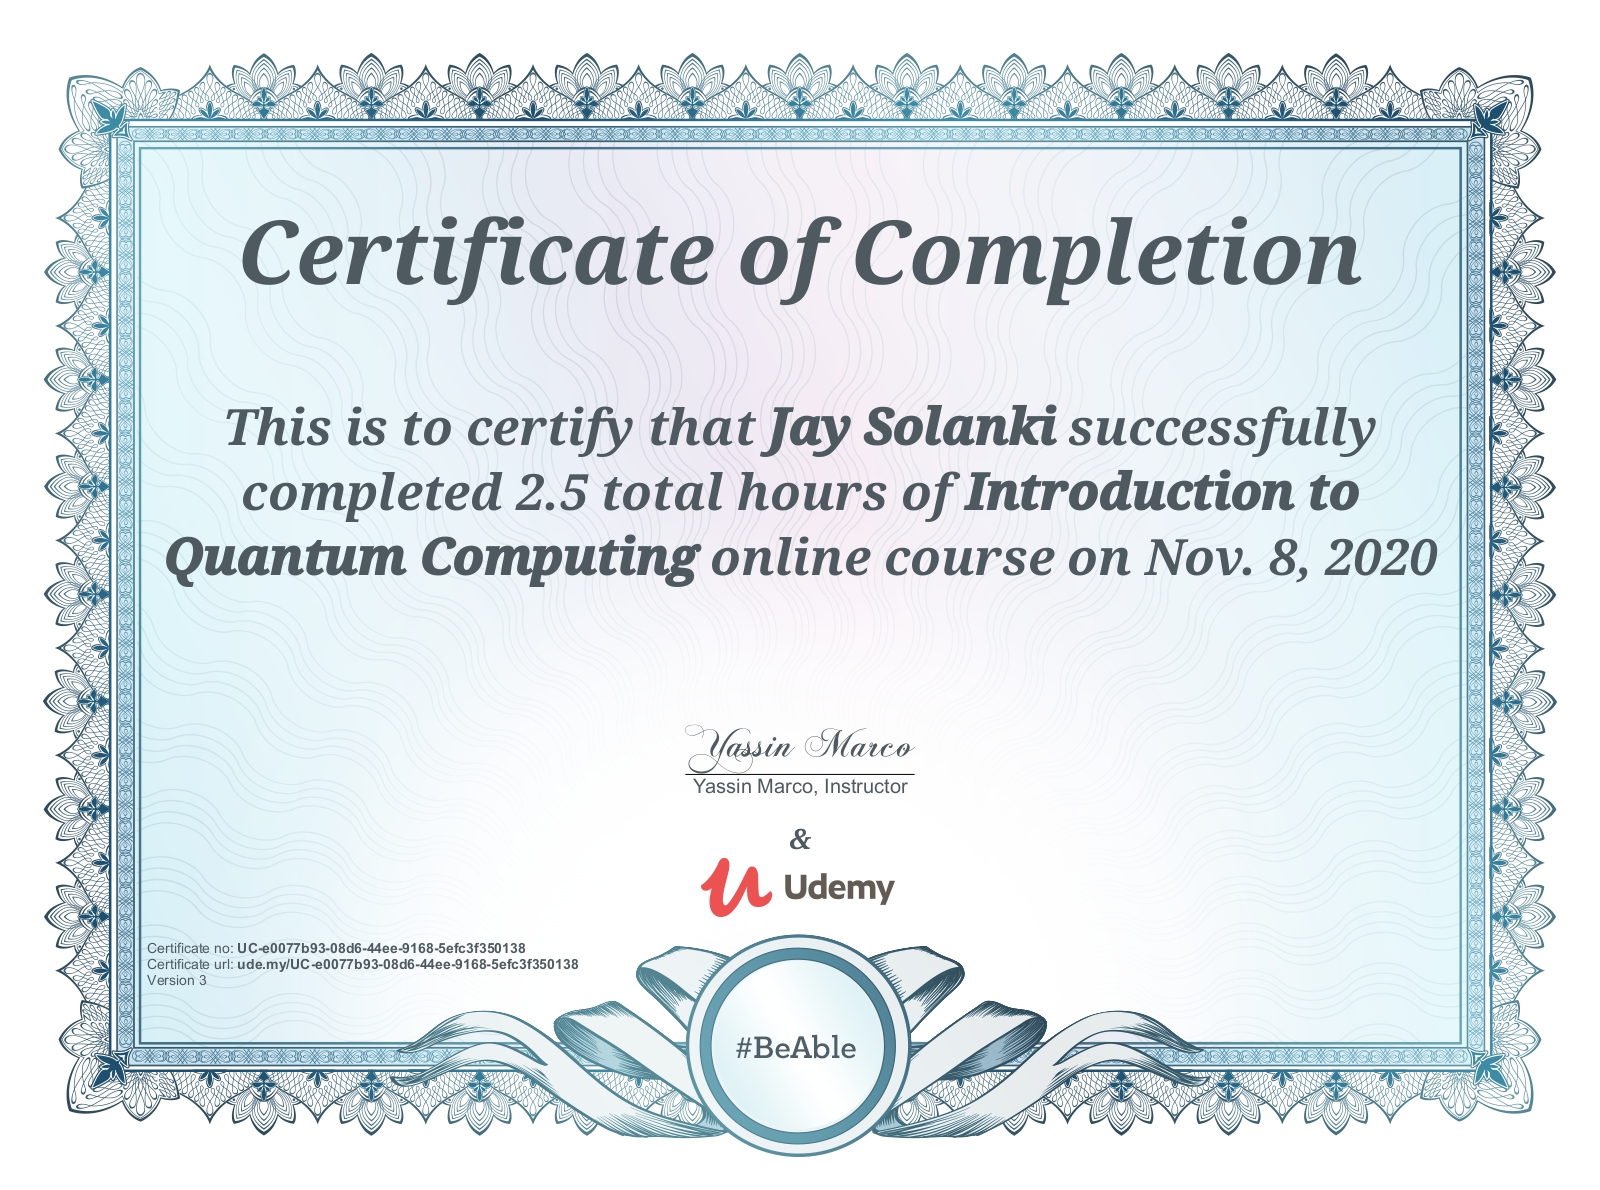 Certificate of Completion
This is to certify that Jay Solanki successfully
completed 2.5 total hours of Introduction to
Quantum Computing online course on Nov. 8, 2020
Yassin Marco
Yassin Marco, Instructor
&
Udemy
Certificate no: UC-e0077b93-08d6-44ee-9168-5efc3f350138
Certificate url: ude.my/UC-e0077b93-08d6-44ee-9168-5efc3f350138
Version 3
#BeAble